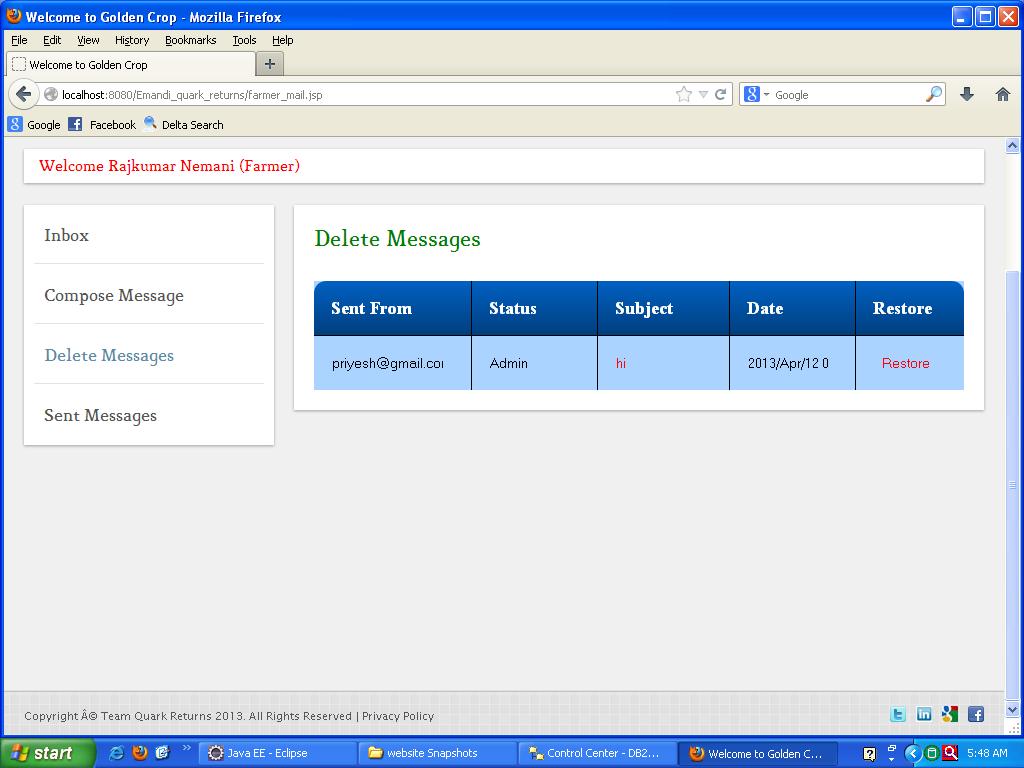 Welcome to Golden Crop - Mozilla Firefox
File Edit View History Bookmarks Tools Help
Welcome to Golden Crop
localhost:8080/Emandi_quark_returns/farmer_mail.jsp
Google
Google Facebook Delta Search
Welcome Rajkumar Nemani (Farmer)
Inbox
Compose Message
Delete Messages
Sent Messages
Delete Messages
Sent From Status Subject Date Restore
priyesh@gmail.co Admin hi 2013/Apr/12 0 Restore
Copyright Â© Team Quark Returns 2013. All Rights Reserved | Privacy Policy
start Java EE - Eclipse website Snapshots Control Center - DB2... Welcome to Golden C... 5:48 AM